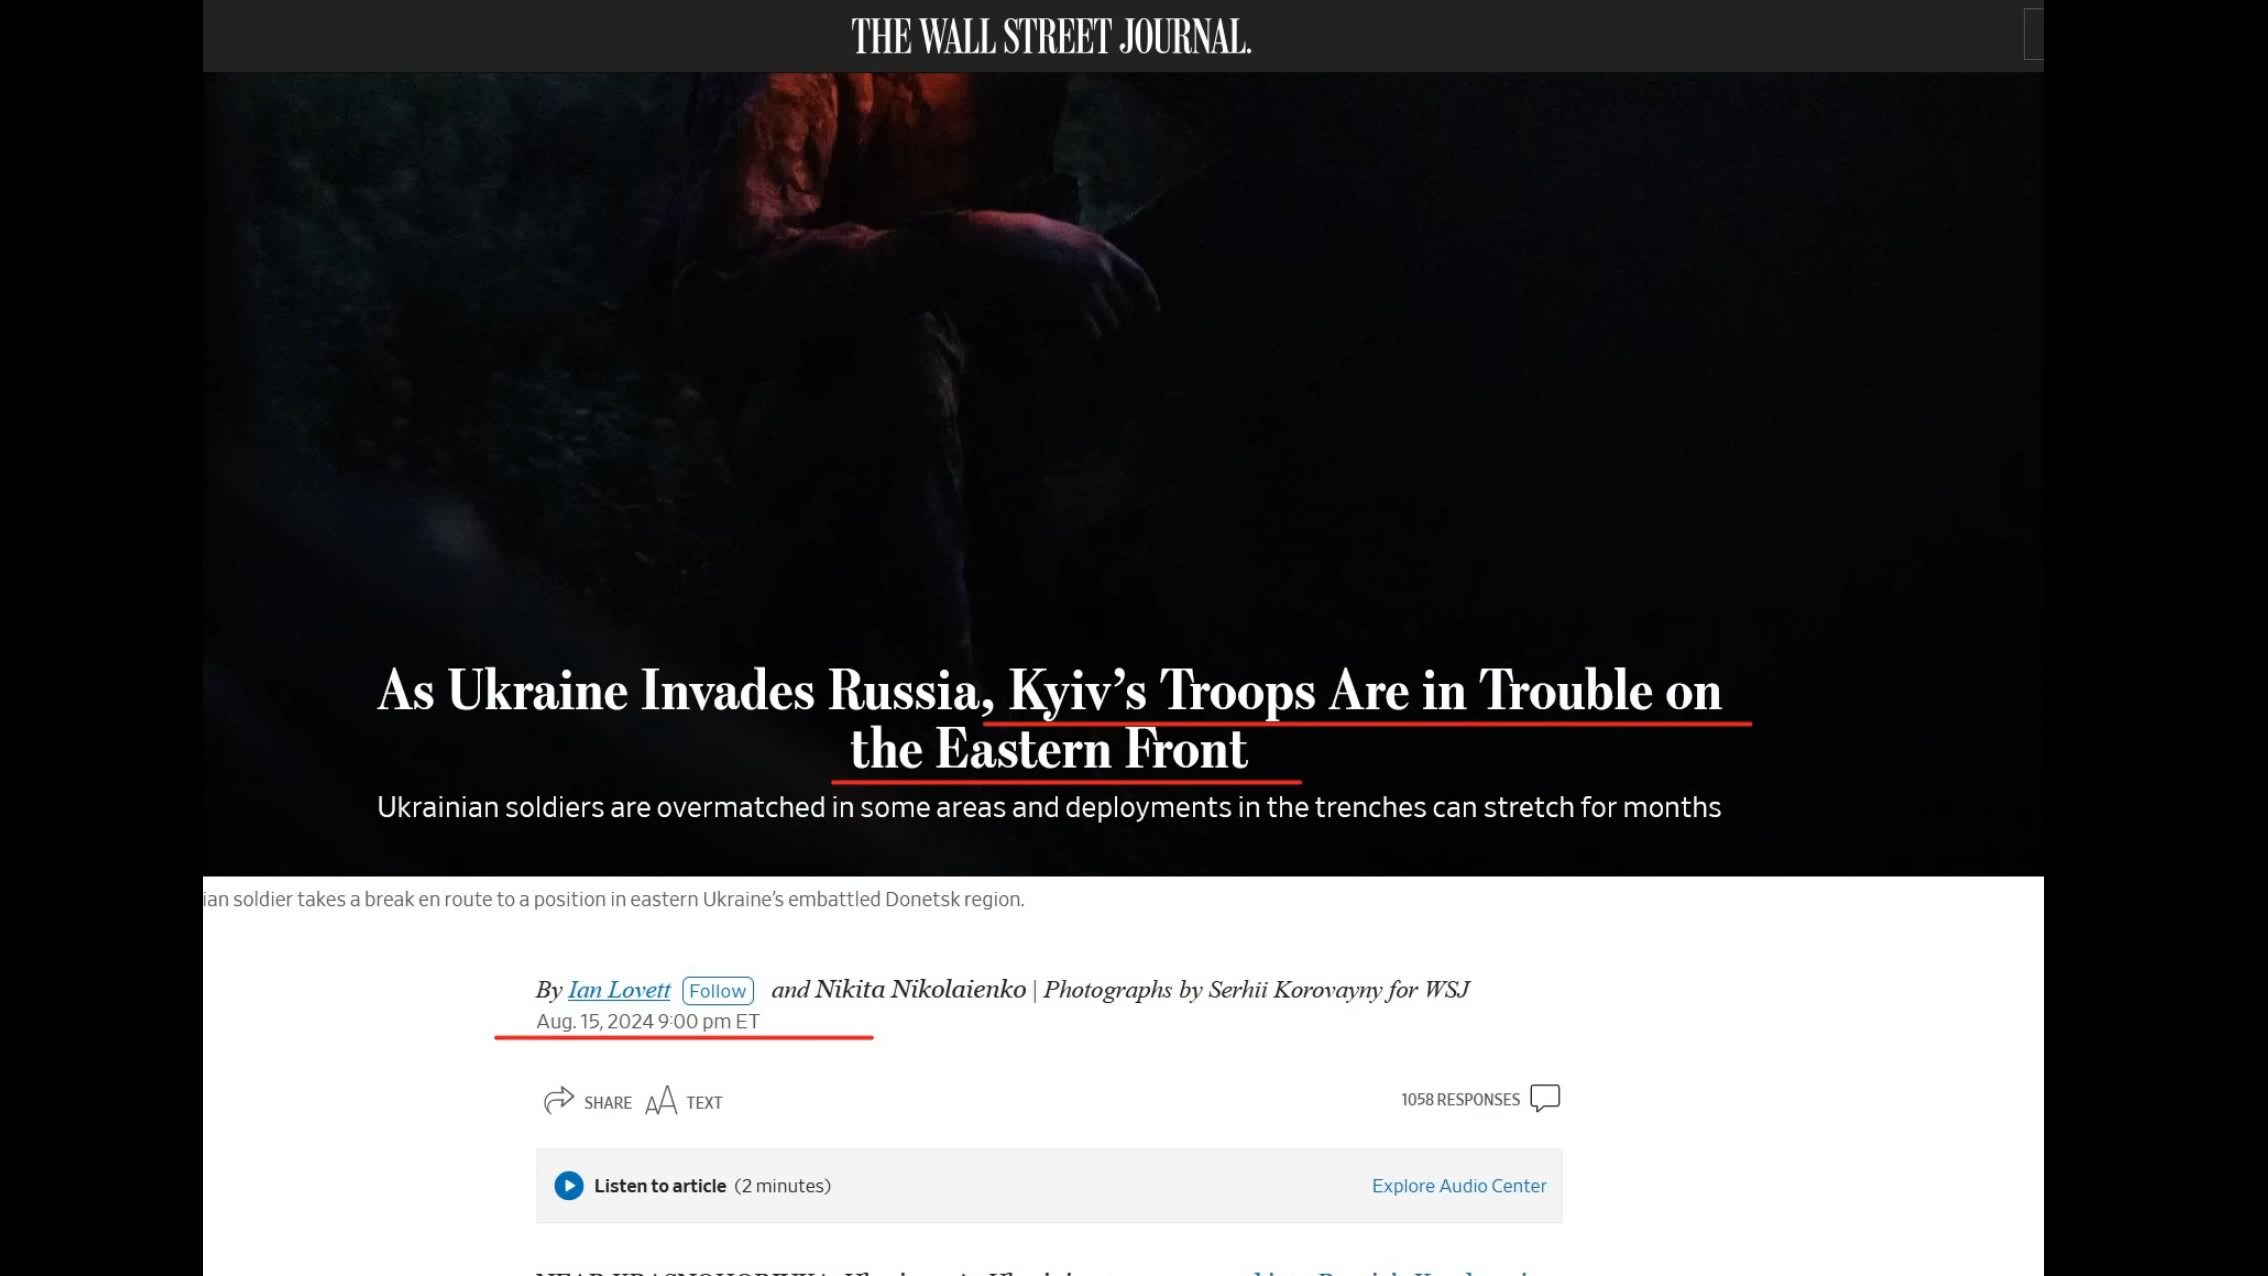 THE WALL STREET JOURNAL.
As Ukraine Invades Russia, Kyiv's Troops Are in Trouble on
the Eastern Front
Ukrainian soldiers are overmatched in some areas and deployments in the trenches can stretch for months
ian soldier takes a break en route to a position in eastern Ukraine's embattled Donetsk region.
By Ian Lovett Follow and Nikita Nikolaienko | Photographs by Serhii Korovayny for WSJ
Aug. 15, 2024 9:00 pm ET
SHARE AA TEXT
1058 RESPONSES
Listen to article (2 minutes)
Explore Audio Center